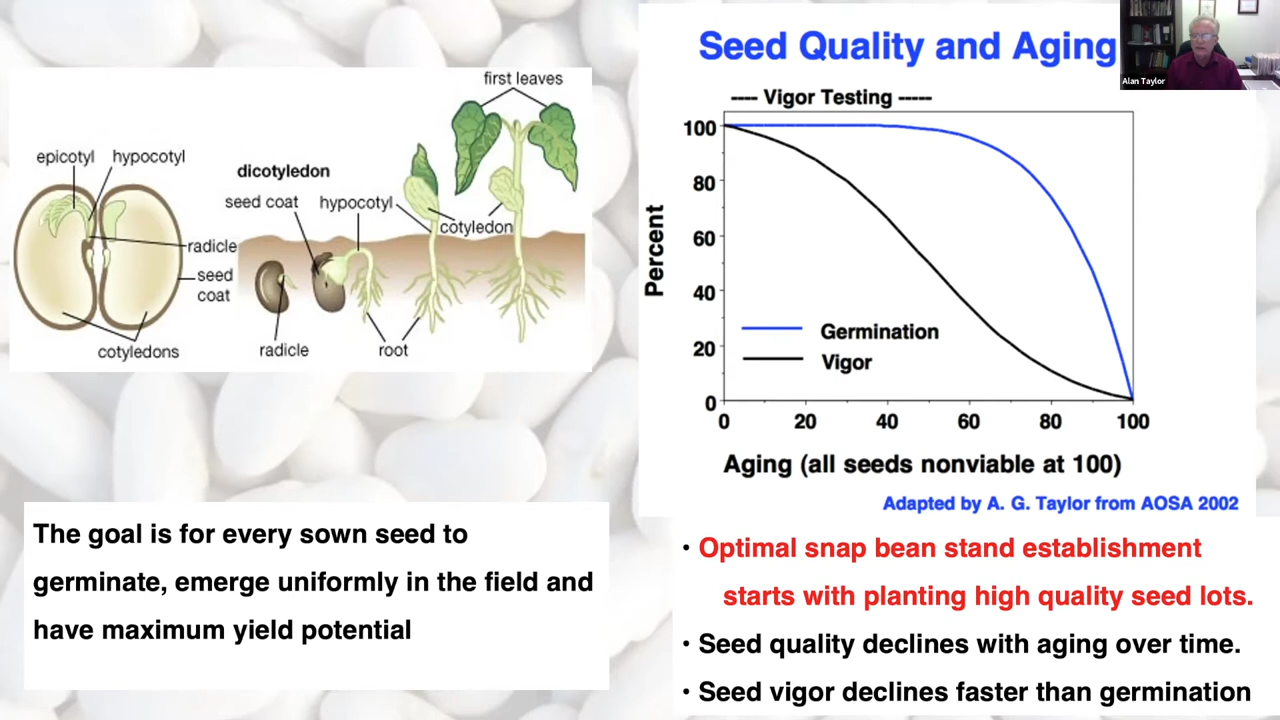 first leaves
epicotyl hypocotyl
dicotyledon
seed coat hypocotyl
cotyledon
radicle
seed
coat
cotyledons
radicle
root
The goal is for every sown seed to
germinate, emerge uniformly in the field and
have maximum yield potential
Seed Quality and Aging
Alan Taylor
---- Vigor Testing -----
Percent
100
80
60
40
20
0
Germination
Vigor
0 20 40 60 80 100
Aging (all seeds nonviable at 100)
Adapted by A. G. Taylor from AOSA 2002
• Optimal snap bean stand establishment
starts with planting high quality seed lots.
• Seed quality declines with aging over time.
• Seed vigor declines faster than germination